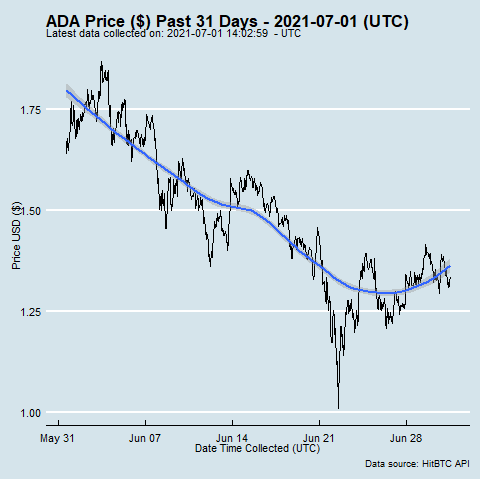 ADA Price ($) Past 31 Days - 2021-07-01 (UTC)
Latest data collected on: 2021-07-01 14:02:59 - UTC
Price USD ($)
1.75
1.50
1.25
1.00
May 31 Jun 07 Jun 14 Jun 21 Jun 28
Date Time Collected (UTC)
Data source: HitBTC API